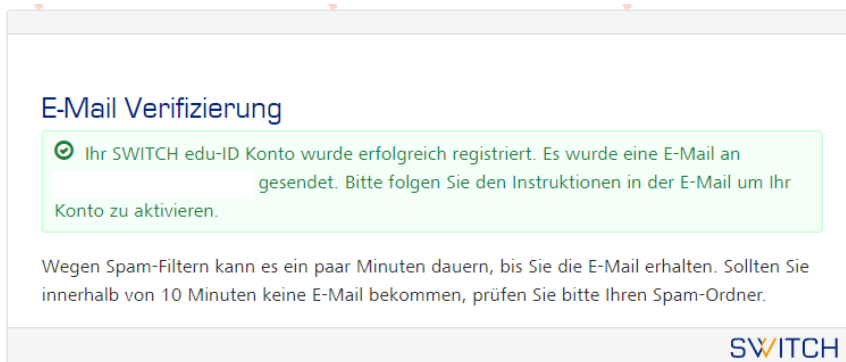 E-Mail Verifizierung
Ihr SWITCH edu-ID Konto wurde erfolgreich registriert. Es wurde eine E-Mail an
gesendet. Bitte folgen Sie den Instruktionen in der E-Mail um Ihr
Konto zu aktivieren.
Wegen Spam-Filtern kann es ein paar Minuten dauern, bis Sie die E-Mail erhalten. Sollten Sie
innerhalb von 10 Minuten keine E-Mail bekommen, prüfen Sie bitte Ihren Spam-Ordner.
SWITCH